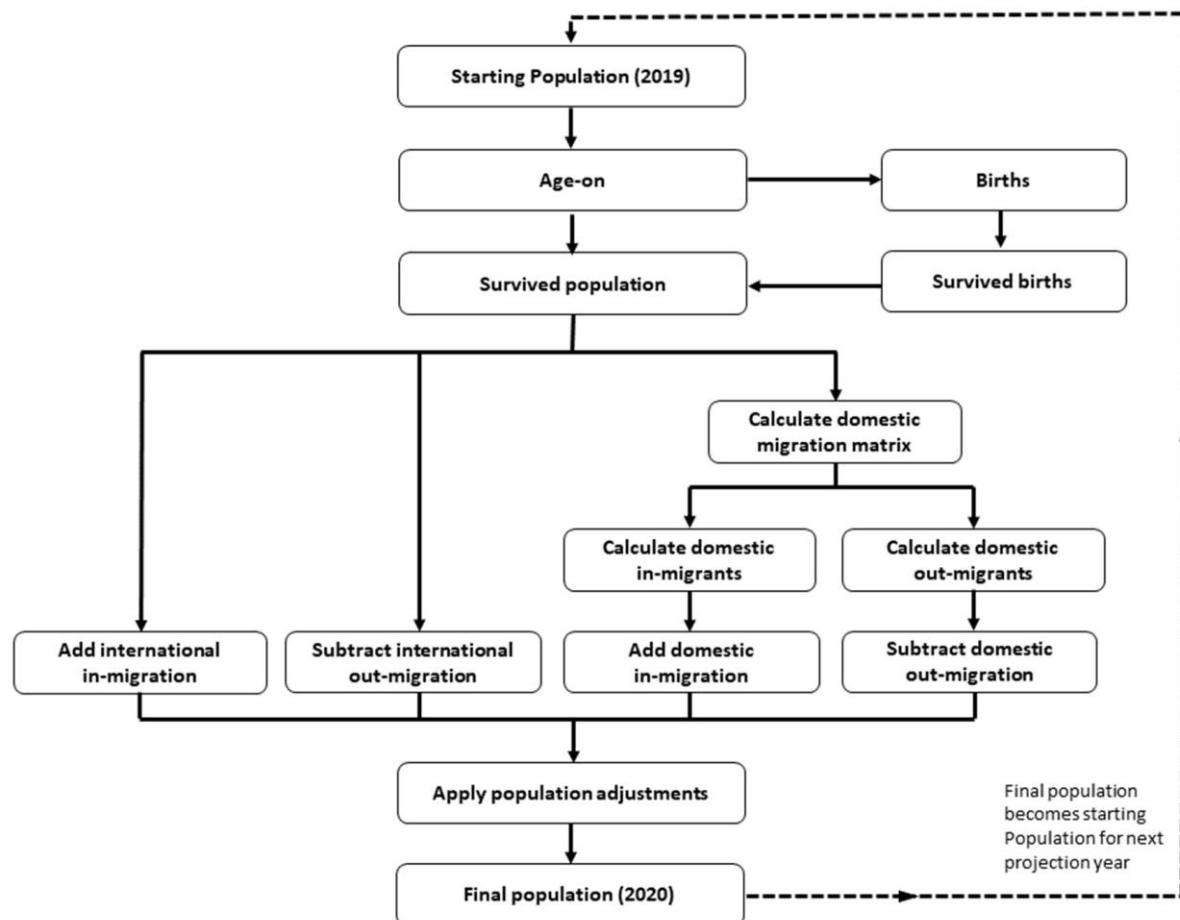 Starting Population (2019)
Age-on
Births
Survived population
Survived births
Calculate domestic
migration matrix
Calculate domestic
in-migrants
Calculate domestic
out-migrants
Add international
in-migration
Subtract international
out-migration
Add domestic
in-migration
Subtract domestic
out-migration
Apply population adjustments
Final population
becomes starting
Population for next
projection year
Final population (2020)